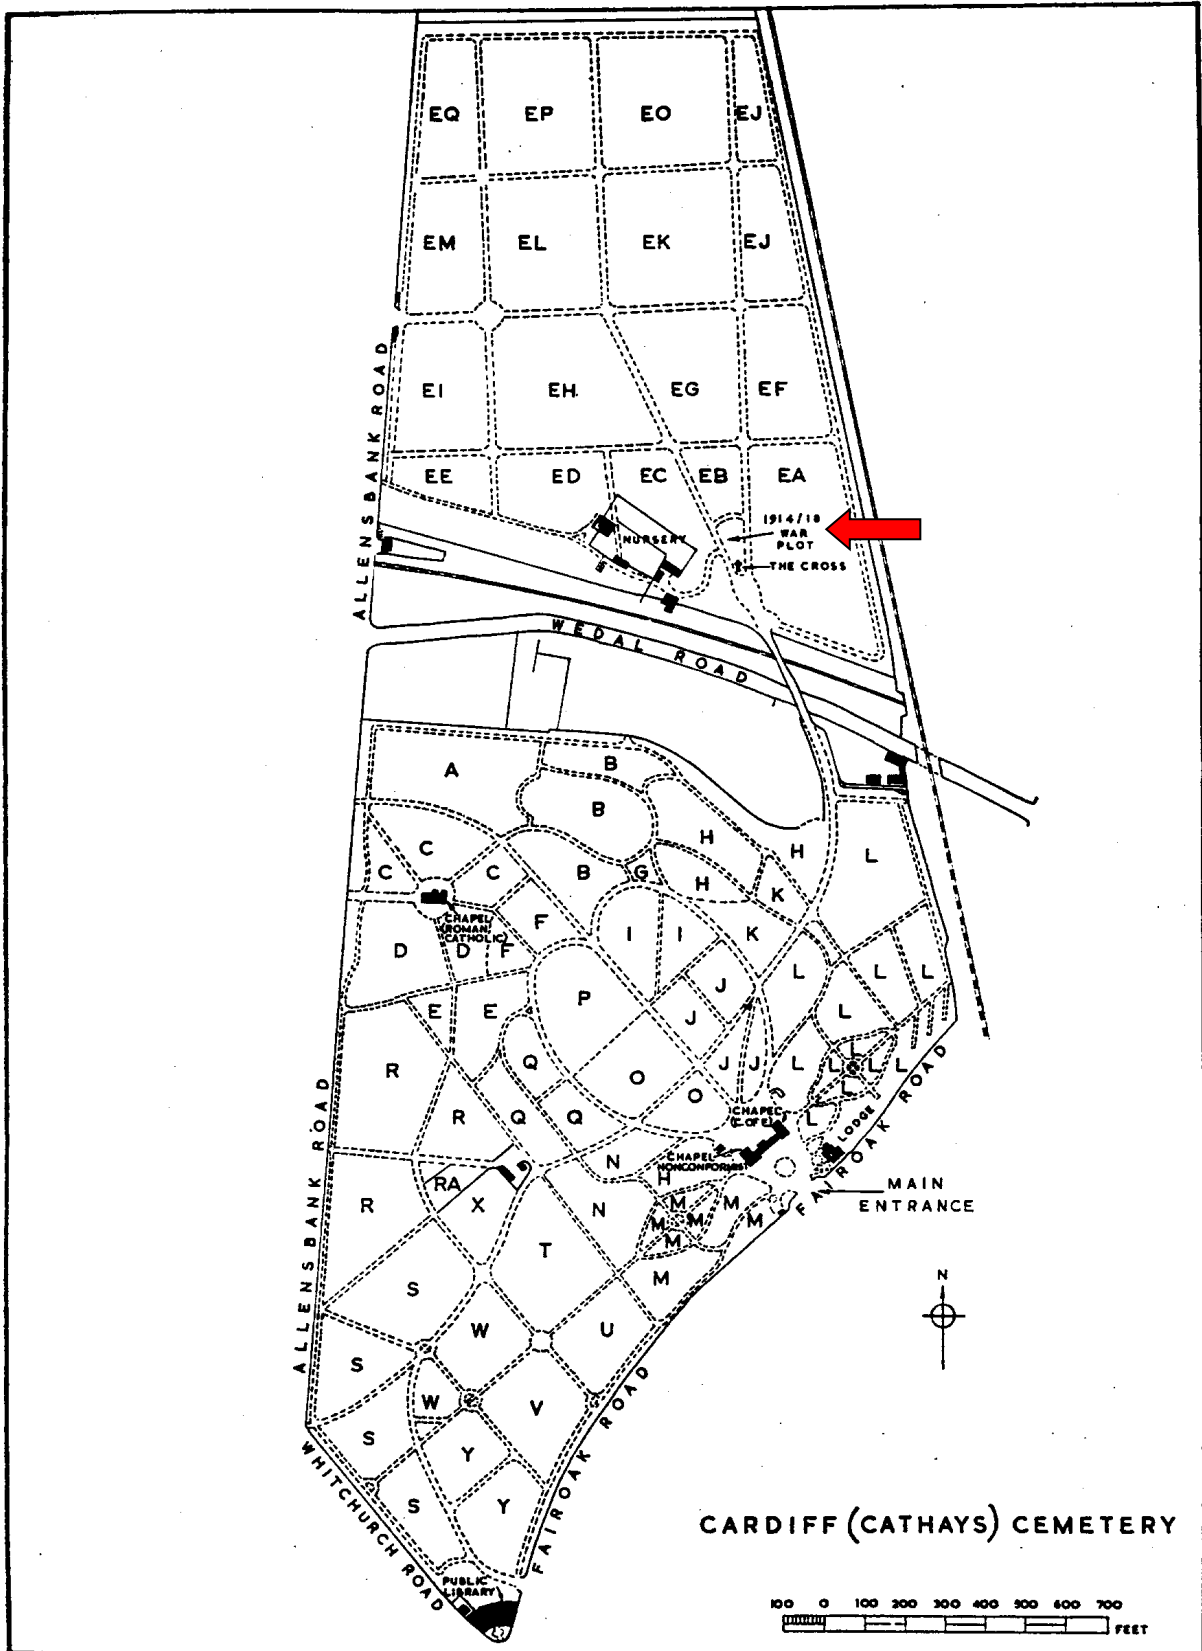 EQ EP EO EJ
EM EL EK EJ
EI EH. EG EF
EE ED EC EB EA
ALLENSBANK ROAD
NURSERY
1914/18
WAR
PLOT
THE CROSS
WEDAL ROAD
A B
B
H H L
C
C C B G H K
CHAPEL
(ROMAN
CATHOLIC)
F I I K
D D F L L L
P J
E E J L
R Q O J J L L L L L L
R Q Q O
CHAPEL
(C.OF E)
L
LODGE
FAIROAK ROAD
CHAPEL
NONCONFORMIST
N H
RA X
R N M M M M M M
MAIN
ENTRANCE
ALLENSBANK ROAD
T
M
S
N
W U
S
W V
S Y
S Y
FAIROAK ROAD
WHITCHURCH ROAD
CARDIFF (CATHAYS) CEMETERY
PUBLIC
LIBRARY
100 0 100 200 300 400 500 600 700
FEET